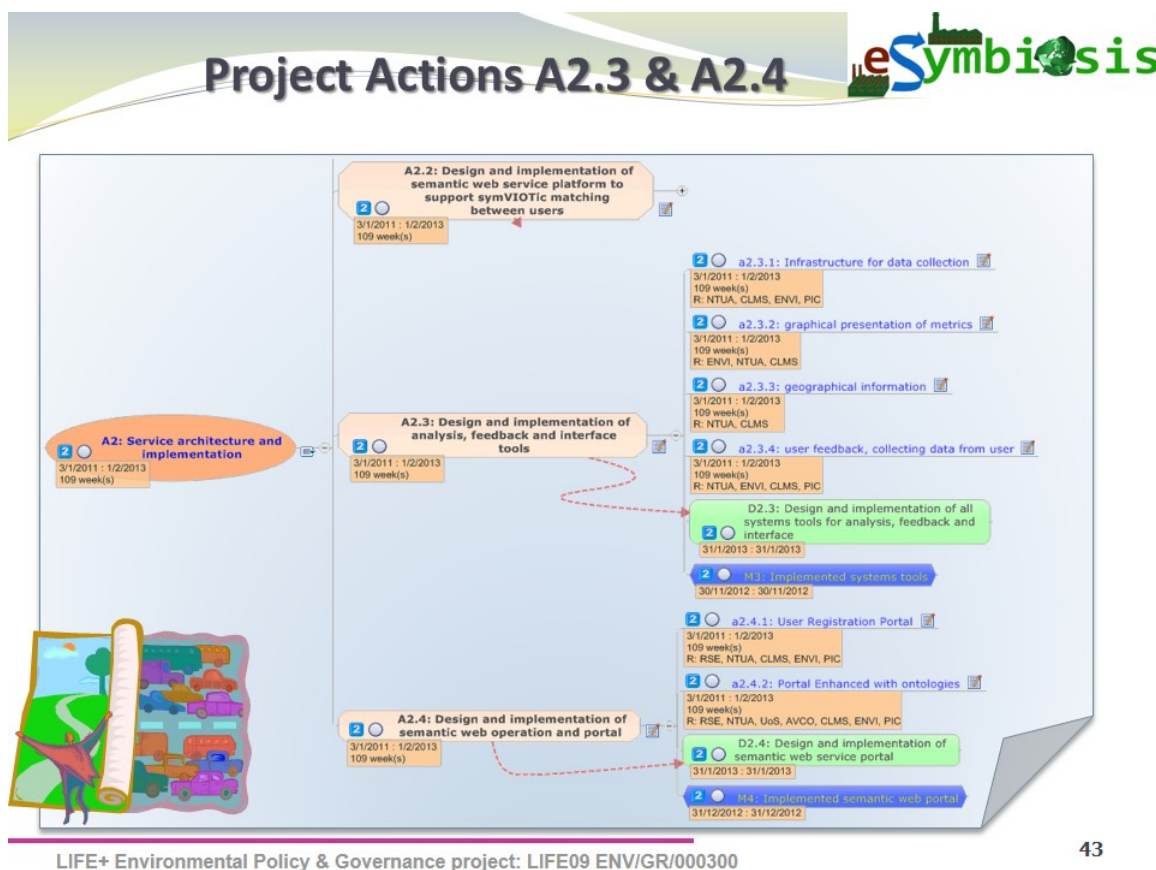 Project Actions A2.3 & A2.4
eSymbiosis
A2.2: Design and implementation of
semantic web service platform to
support symVIOTic matching
between users
2
3/1/2011 : 1/2/2013
109 week(s)
2 a2.3.1: Infrastructure for data collection
3/1/2011 : 1/2/2013
109 week(s)
R: NTUA, CLMS, ENVI, PIC
2 a2.3.2: graphical presentation of metrics
3/1/2011 : 1/2/2013
109 week(s)
R: ENVI, NTUA, CLMS
2 a2.3.3: geographical information
3/1/2011 : 1/2/2013
109 week(s)
R: NTUA, CLMS
A2: Service architecture and
implementation
2
3/1/2011 : 1/2/2013
109 week(s)
A2.3: Design and implementation of
analysis, feedback and interface
tools
2
3/1/2011 : 1/2/2013
109 week(s)
2 a2.3.4: user feedback, collecting data from user
3/1/2011 : 1/2/2013
109 week(s)
R: NTUA, ENVI, CLMS, PIC
D2.3: Design and implementation of all
systems tools for analysis, feedback and
2 interface
31/1/2013 : 31/1/2013
2 M3: Implemented systems tools
30/11/2012 : 30/11/2012
2 a2.4.1: User Registration Portal
3/1/2011 : 1/2/2013
109 week(s)
R: RSE, NTUA, CLMS, ENVI, PIC
2 a2.4.2: Portal Enhanced with ontologies
3/1/2011 : 1/2/2013
109 week(s)
R: RSE, NTUA, UoS, AVCO, CLMS, ENVI, PIC
A2.4: Design and implementation of
2 semantic web operation and portal
3/1/2011 : 1/2/2013
109 week(s)
D2.4: Design and implementation of
2 semantic web service portal
31/1/2013 : 31/1/2013
2 M4: Implemented semantic web portal
31/12/2012 : 31/12/2012
LIFE+ Environmental Policy & Governance project: LIFE09 ENV/GR/000300
43